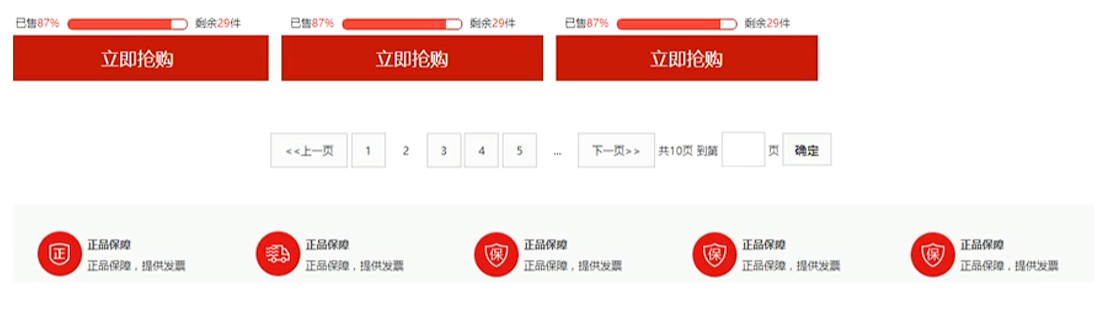 已售87% 剩余29件 已售87% 剩余29件 已售87% 剩余29件
立即抢购 立即抢购 立即抢购
<<上一页 1 2 3 4 5 ... 下一页>> 共10页 到第 页 确定
正 正品保障 正品保障 保 正品保障 保 正品保障 保 正品保障
正品保障，提供发票 正品保障，提供发票 正品保障，提供发票 正品保障，提供发票 正品保障，提供发票